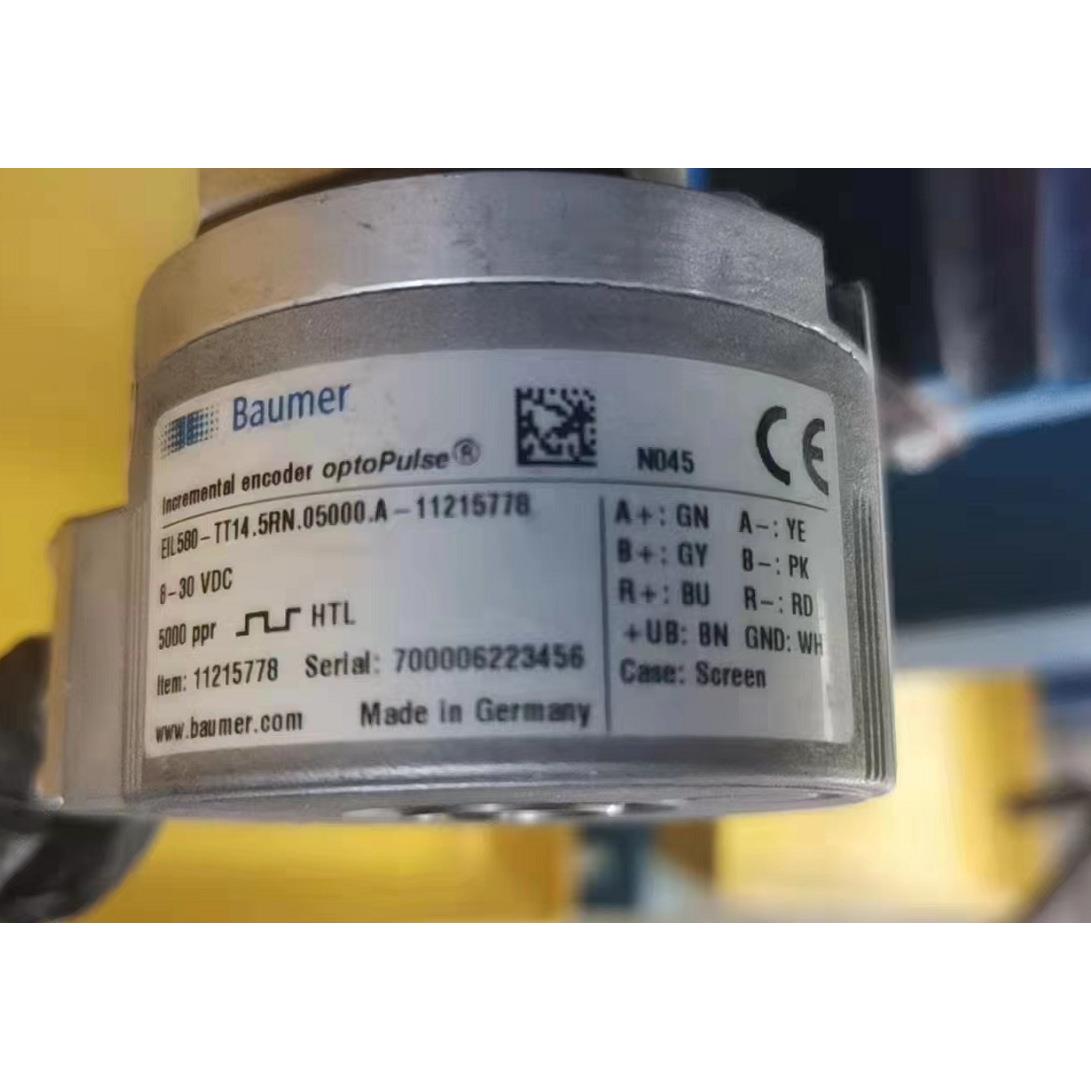 Baumer
Incremental encoder optoPulse®
N045
CE
EIL580-TT14.5RN.05000.A-11215778
8-30 VDC
5000 ppr HTL
Item: 11215778 Serial: 700006223456
www.baumer.com Made in Germany
A+: GN A-: YE
B+: GY B-: PK
R+: BU R-: RD
+UB: BN GND: WH
Case: Screen